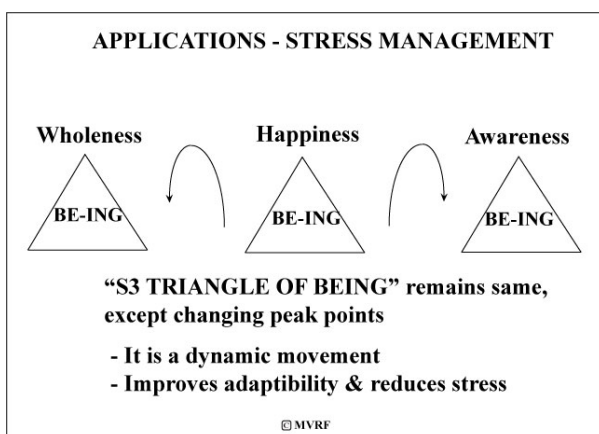 APPLICATIONS - STRESS MANAGEMENT
Wholeness
Happiness
Awareness
BE-ING
BE-ING
BE-ING
“S3 TRIANGLE OF BEING” remains same,
except changing peak points
- It is a dynamic movement
- Improves adaptibility & reduces stress
© MVRF